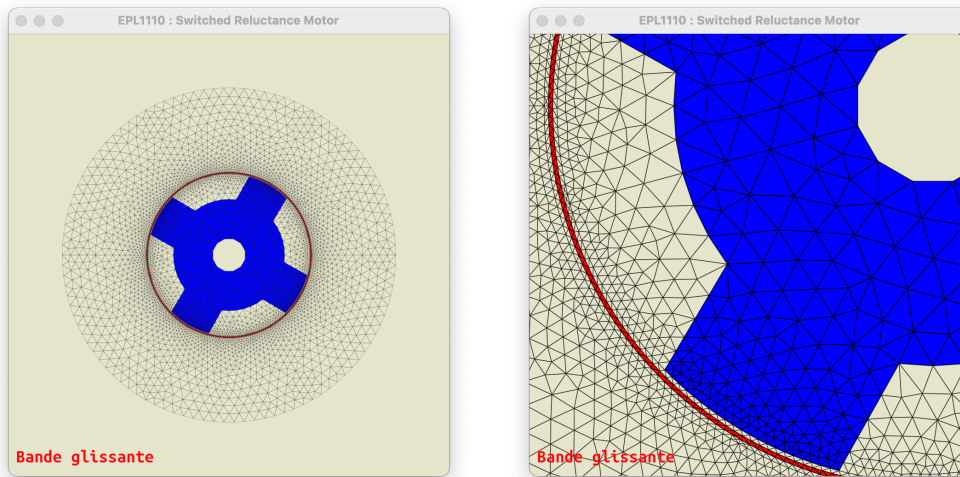 EPL1110 : Switched Reluctance Motor
EPL1110 : Switched Reluctance Motor
Bande glissante
Bande glissante